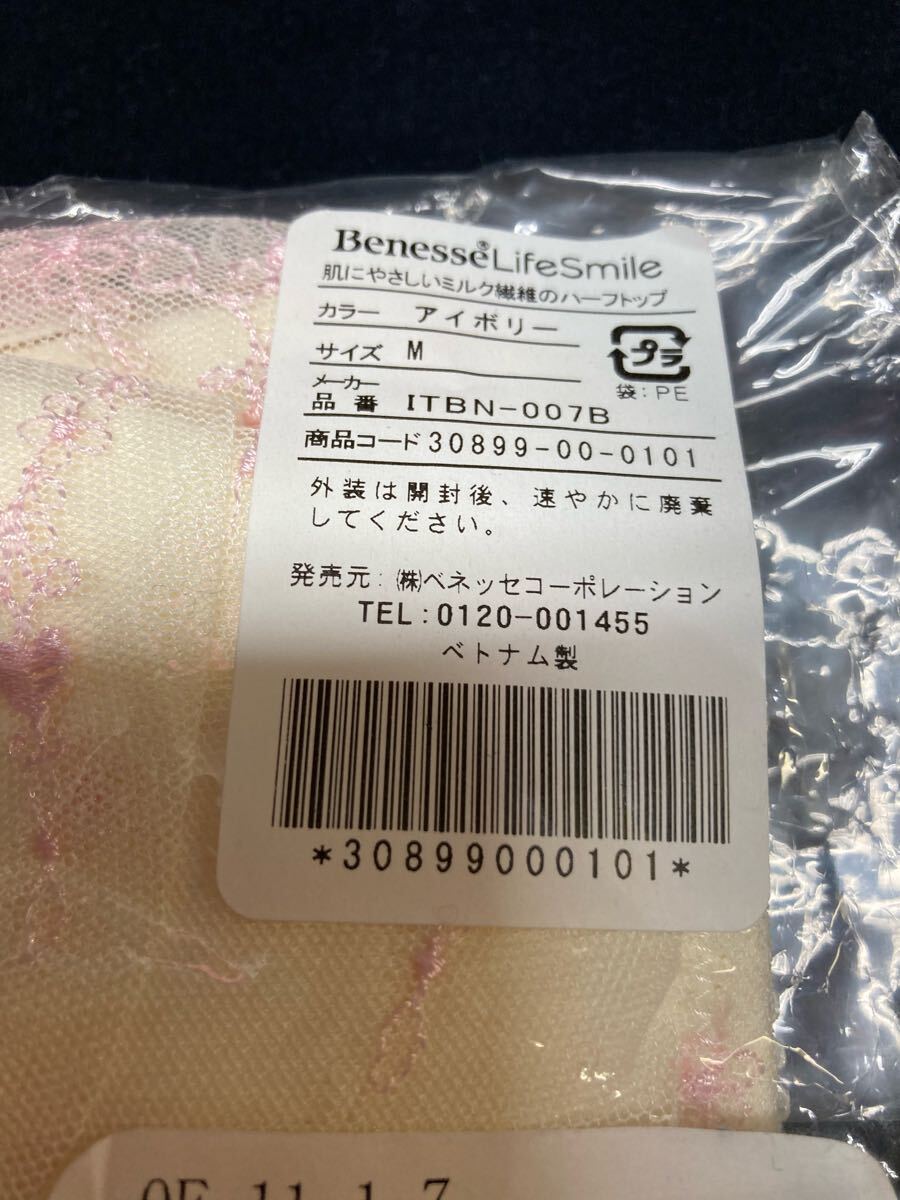 Benesse®LifeSmile
肌にやさしいミルク繊維のハーフトップ
カラー アイボリー
サイズ M
プラ
袋:PE
メーカー
品番 ITBN-007B
商品コード 30899-00-0101
外装は開封後、速やかに廃棄
してください。
発売元:㈱ベネッセコーポレーション
TEL:0120-001455
ベトナム製
*308990000101*